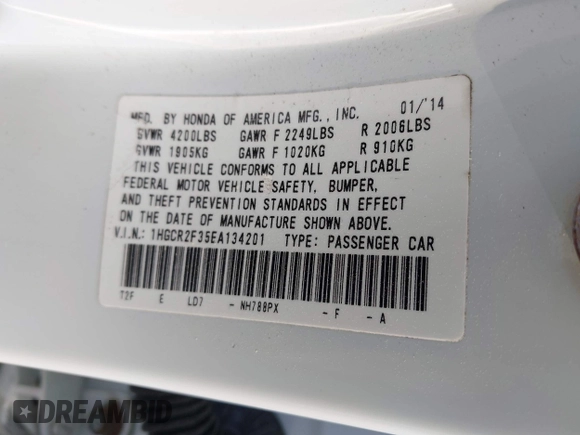 MFD. BY HONDA OF AMERICA MFG., INC. 01/'14
GVWR 4200LBS GAWR F 2249LBS R 2006LBS
GVWR 1905KG GAWR F 1020KG R 910KG
THIS VEHICLE CONFORMS TO ALL APPLICABLE
FEDERAL MOTOR VEHICLE SAFETY, BUMPER,
AND THEFT PREVENTION STANDARDS IN EFFECT
ON THE DATE OF MANUFACTURE SHOWN ABOVE.
V.I.N.: 1HGCR2F35EA134201 TYPE: PASSENGER CAR
T2F E LD7 - NH788PX - F - A
DREAMBID